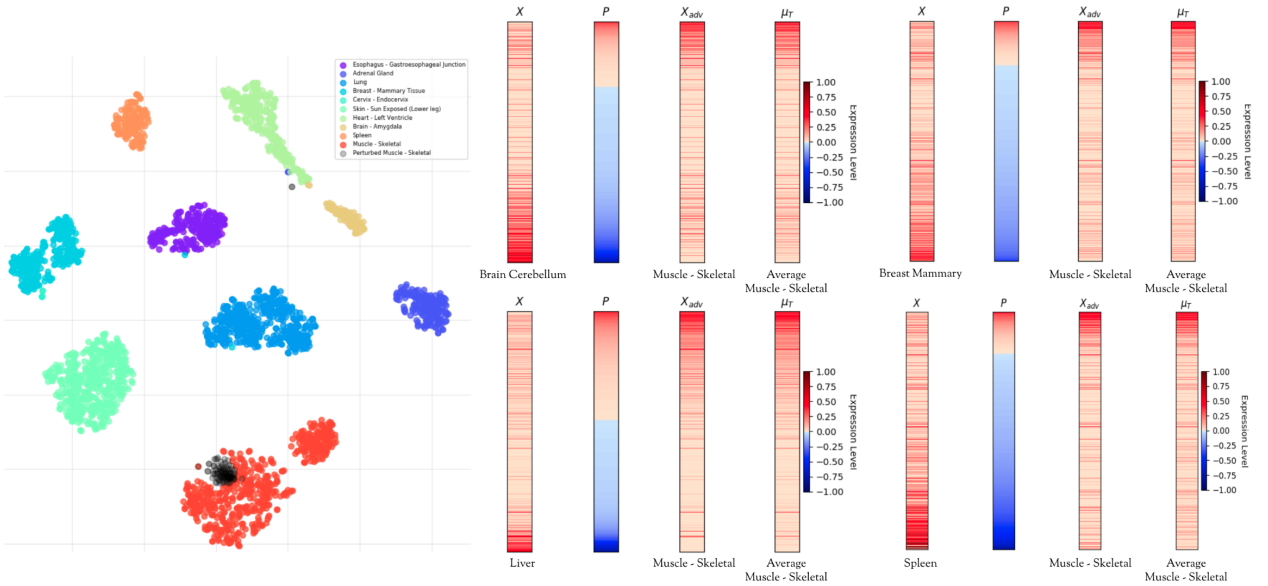 Esophagus - Gastroesophageal Junction
Adrenal Gland
Lung
Breast - Mammary Tissue
Cervix - Endocervix
Skin - Sun Exposed (Lower leg)
Heart - Left Ventricle
Brain - Amygdala
Spleen
Muscle - Skeletal
Perturbed Muscle - Skeletal
X P X_adv μ_T
1.00
0.75
0.50
0.25
0.00
−0.25
−0.50
−0.75
−1.00
Expression Level
Brain Cerebellum Muscle - Skeletal Average
Muscle - Skeletal
X P X_adv μ_T
1.00
0.75
0.50
0.25
0.00
−0.25
−0.50
−0.75
−1.00
Expression Level
Breast Mammary Muscle - Skeletal Average
Muscle - Skeletal
X P X_adv μ_T
1.00
0.75
0.50
0.25
0.00
−0.25
−0.50
−0.75
−1.00
Expression Level
Liver Muscle - Skeletal Average
Muscle - Skeletal
X P X_adv μ_T
1.00
0.75
0.50
0.25
0.00
−0.25
−0.50
−0.75
−1.00
Expression Level
Spleen Muscle - Skeletal Average
Muscle - Skeletal